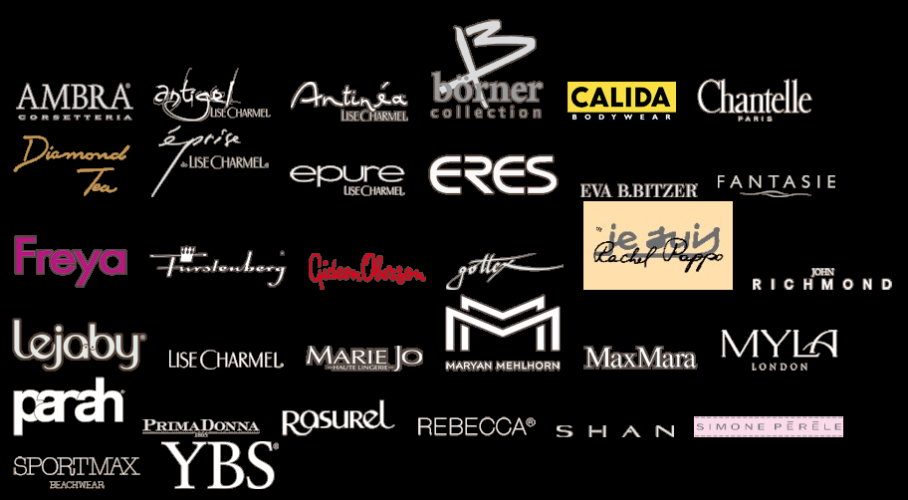 AMBRA®
CORSETTERIA
antigel
LISE CHARMEL
Antinéa
LISE CHARMEL
B
börner
collection
CALIDA
BODYWEAR
Chantelle
PARIS
Diamond
Tea
éprise
de LISE CHARMEL
epure
LISE CHARMEL
ERES
EVA B.BITZER
FANTASIE
Freya
Fürstenberg
Gideon Oberson
gottex
je suis
Rachel Pappo
JOHN
RICHMOND
Lejaby®
LISE CHARMEL
MARIE JO
HAUTE LINGERIE
MARYAN MEHLHORN
MaxMara
MYLA
LONDON
parah
PRIMADONNA
1865
Rosurel
REBECCA®
SHAN
SIMONE PÉRÈLE
SPORTMAX
BEACHWEAR
YBS®